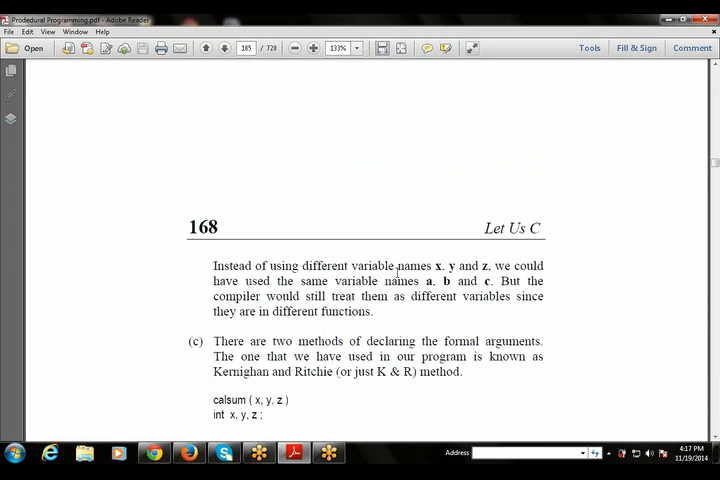 Prodedural Programming.pdf - Adobe Reader
File Edit View Window Help
Open 185 / 728 133% Tools Fill & Sign Comment
168 Let Us C
Instead of using different variable names x, y and z, we could
have used the same variable names a, b and c. But the
compiler would still treat them as different variables since
they are in different functions.
(c) There are two methods of declaring the formal arguments.
The one that we have used in our program is known as
Kernighan and Ritchie (or just K & R) method.
calsum ( x, y, z )
int x, y, z ;
Address 4:17 PM
11/19/2014